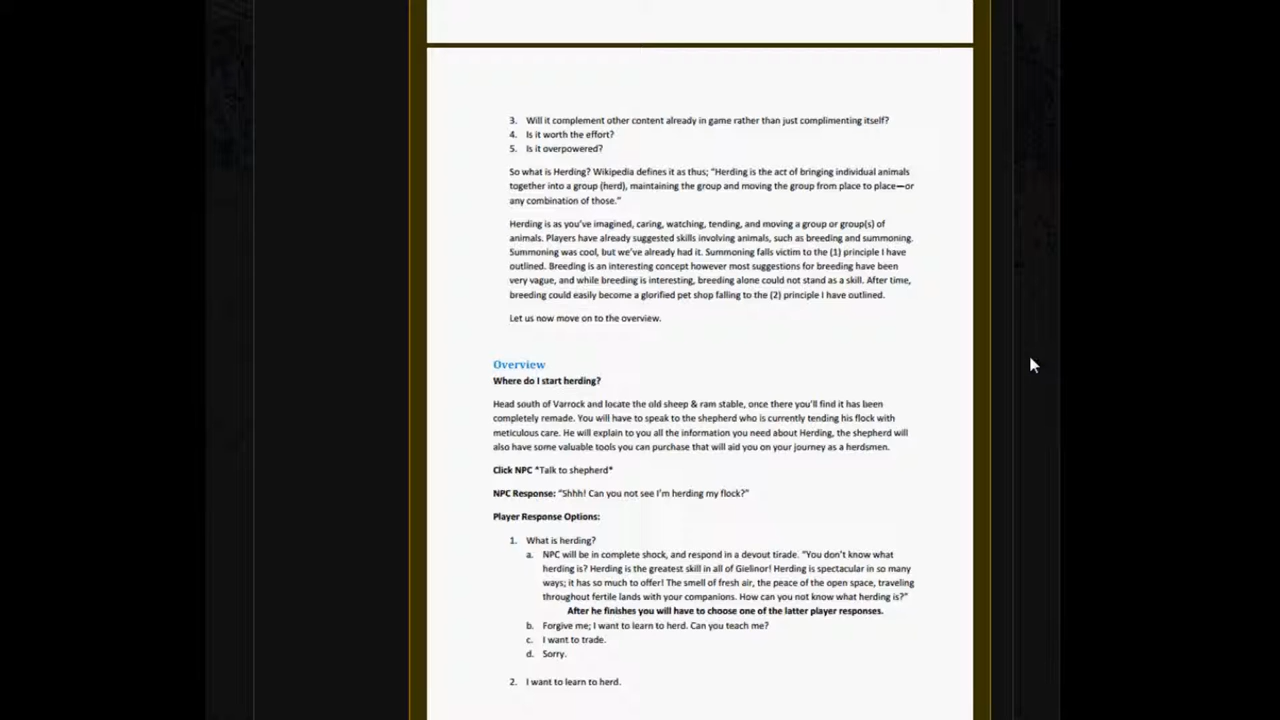 3. Will it complement other content already in game rather than just complimenting itself?
4. Is it worth the effort?
5. Is it overpowered?
So what is Herding? Wikipedia defines it as thus; "Herding is the act of bringing individual animals
together into a group (herd), maintaining the group and moving the group from place to place—or
any combination of those."
Herding is as you've imagined, caring, watching, tending, and moving a group or group(s) of
animals. Players have already suggested skills involving animals, such as breeding and summoning.
Summoning was cool, but we've already had it. Summoning falls victim to the (1) principle I have
outlined. Breeding is an interesting concept however most suggestions for breeding have been
very vague, and while breeding is interesting, breeding alone could not stand as a skill. After time,
breeding could easily become a glorified pet shop falling to the (2) principle I have outlined.
Let us now move on to the overview.
Overview
Where do I start herding?
Head south of Varrock and locate the old sheep & ram stable, once there you'll find it has been
completely remade. You will have to speak to the shepherd who is currently tending his flock with
meticulous care. He will explain to you all the information you need about Herding, the shepherd will
also have some valuable tools you can purchase that will aid you on your journey as a herdsmen.
Click NPC *Talk to shepherd*
NPC Response: "Shhh! Can you not see I'm herding my flock?"
Player Response Options:
1. What is herding?
a. NPC will be in complete shock, and respond in a devout tirade. "You don't know what
herding is? Herding is the greatest skill in all of Gielinor! Herding is spectacular in so many
ways; it has so much to offer! The smell of fresh air, the peace of the open space, traveling
throughout fertile lands with your companions. How can you not know what herding is?"
After he finishes you will have to choose one of the latter player responses.
b. Forgive me; I want to learn to herd. Can you teach me?
c. I want to trade.
d. Sorry.
2. I want to learn to herd.